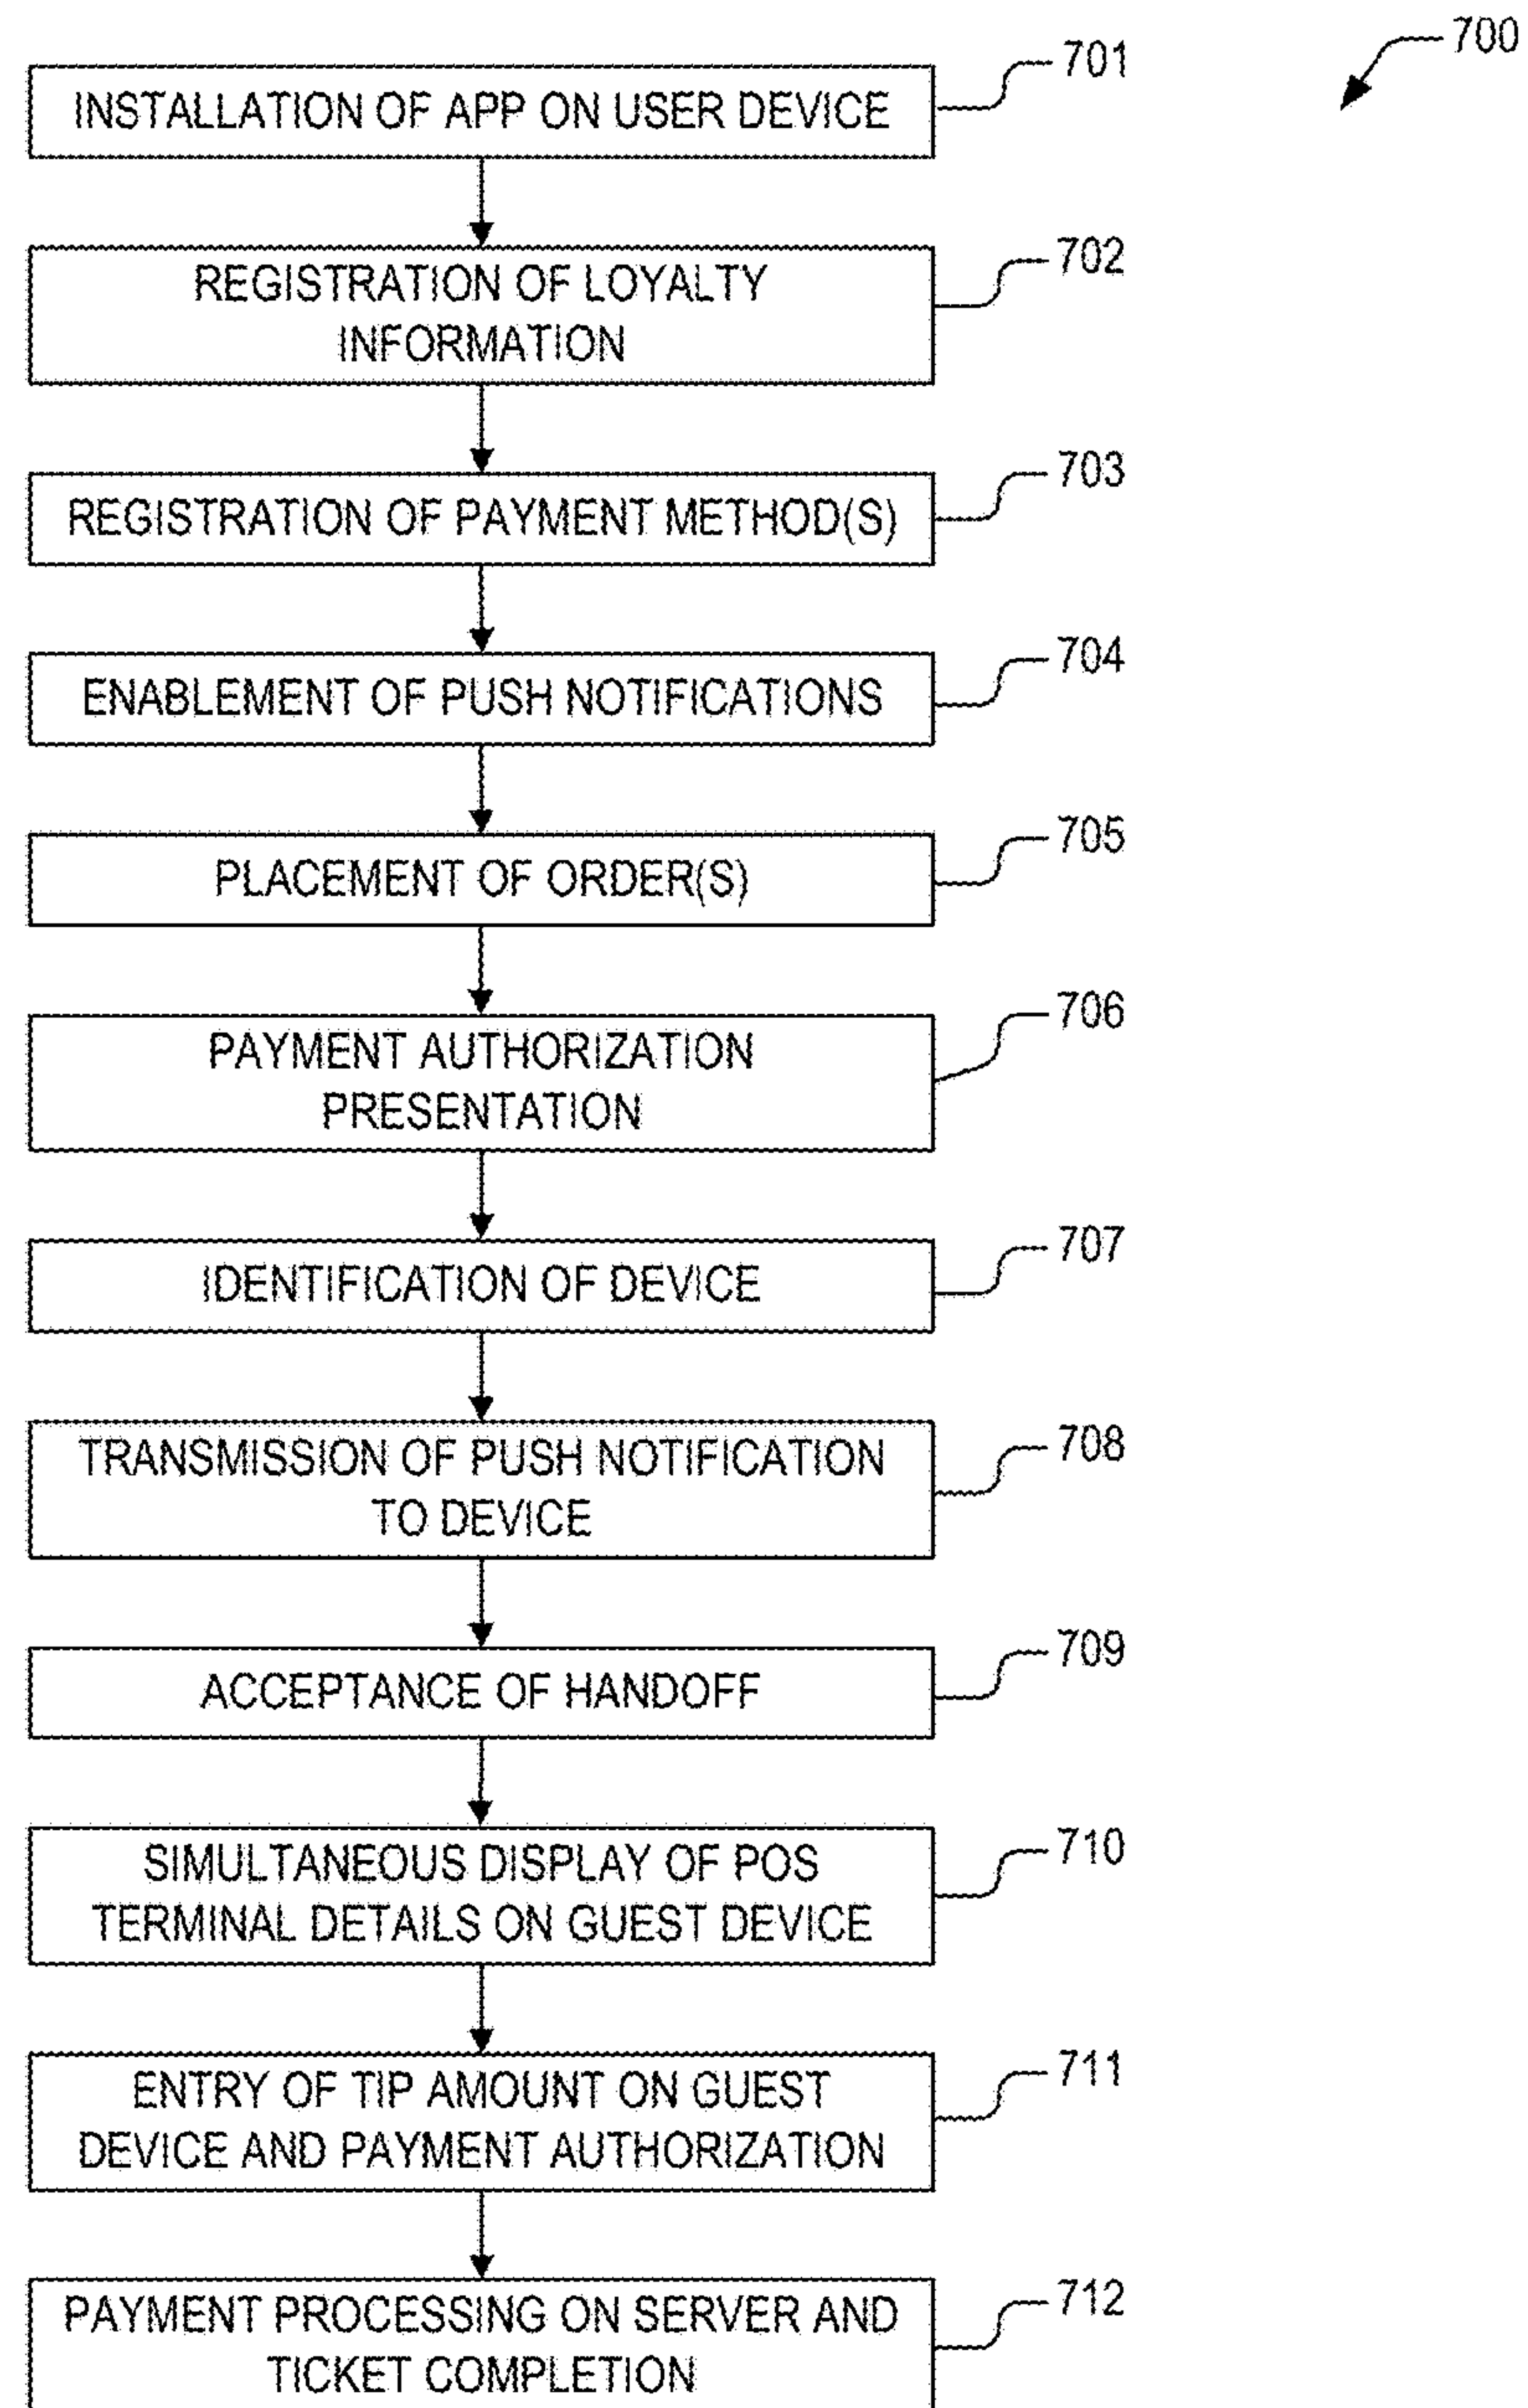 700
701
INSTALLATION OF APP ON USER DEVICE
702
REGISTRATION OF LOYALTY
INFORMATION
703
REGISTRATION OF PAYMENT METHOD(S)
704
ENABLEMENT OF PUSH NOTIFICATIONS
705
PLACEMENT OF ORDER(S)
706
PAYMENT AUTHORIZATION
PRESENTATION
707
IDENTIFICATION OF DEVICE
708
TRANSMISSION OF PUSH NOTIFICATION
TO DEVICE
709
ACCEPTANCE OF HANDOFF
710
SIMULTANEOUS DISPLAY OF POS
TERMINAL DETAILS ON GUEST DEVICE
711
ENTRY OF TIP AMOUNT ON GUEST
DEVICE AND PAYMENT AUTHORIZATION
712
PAYMENT PROCESSING ON SERVER AND
TICKET COMPLETION